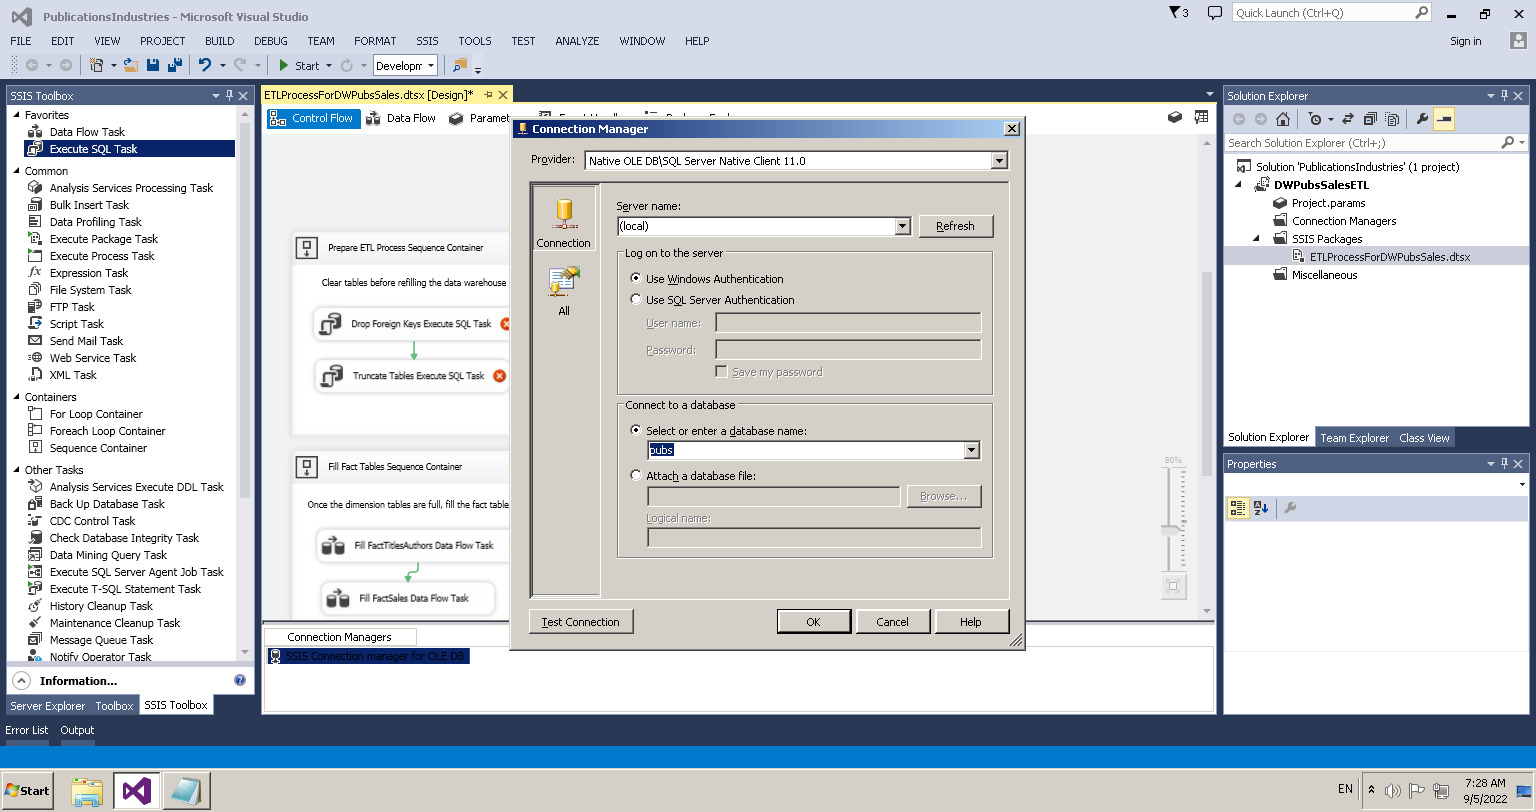 PublicationsIndustries - Microsoft Visual Studio
3
Quick Launch (Ctrl+Q)
FILE EDIT VIEW PROJECT BUILD DEBUG TEAM FORMAT SSIS TOOLS TEST ANALYZE WINDOW HELP
Sign in
Start
Developm
SSIS Toolbox
Favorites
Data Flow Task
Execute SQL Task
Common
Analysis Services Processing Task
Bulk Insert Task
Data Profiling Task
Execute Package Task
Execute Process Task
Expression Task
File System Task
FTP Task
Script Task
Send Mail Task
Web Service Task
XML Task
Containers
For Loop Container
Foreach Loop Container
Sequence Container
Other Tasks
Analysis Services Execute DDL Task
Back Up Database Task
CDC Control Task
Check Database Integrity Task
Data Mining Query Task
Execute SQL Server Agent Job Task
Execute T-SQL Statement Task
History Cleanup Task
Maintenance Cleanup Task
Message Queue Task
Notify Operator Task
Information...
Server Explorer Toolbox SSIS Toolbox
ETLProcessForDWPubsSales.dtsx [Design]*
Control Flow Data Flow
Prepare ETL Process Sequence Container
Clear tables before refilling the data warehouse
Drop Foreign Keys Execute SQL Task
Truncate Tables Execute SQL Task
Fill Fact Tables Sequence Container
Once the dimension tables are full, fill the fact table
Fill FactTitlesAuthors Data Flow Task
Fill FactSales Data Flow Task
80%
Connection Managers
SSIS Connection manager for OLE DB
Connection Manager
Provider: Native OLE DB\SQL Server Native Client 11.0
Connection
All
Server name:
(local)
Refresh
Log on to the server
Use Windows Authentication
Use SQL Server Authentication
User name:
Password:
Save my password
Connect to a database
Select or enter a database name:
pubs
Attach a database file:
Browse...
Logical name:
Test Connection OK Cancel Help
Solution Explorer
Search Solution Explorer (Ctrl+;)
Solution 'PublicationsIndustries' (1 project)
DWPubsSalesETL
Project.params
Connection Managers
SSIS Packages
ETLProcessForDWPubsSales.dtsx
Miscellaneous
Solution Explorer Team Explorer Class View
Properties
Error List Output
Start
EN
7:28 AM
9/5/2022